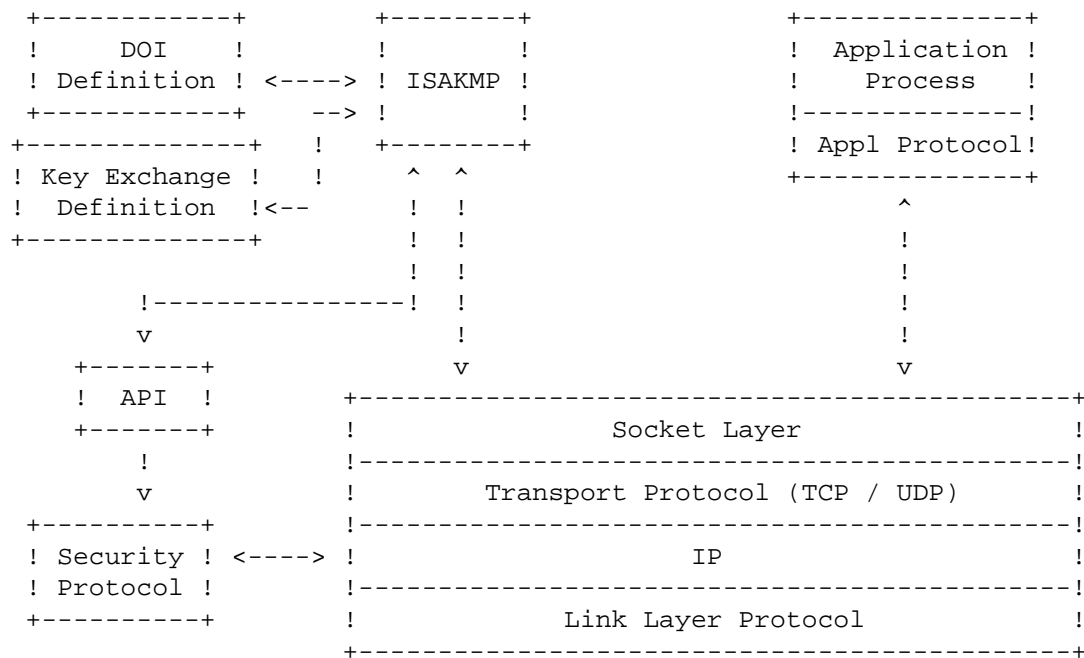 +------------+        +--------+                +--------------+
!     DOI    !        !        !                !  Application !
! Definition ! <----> ! ISAKMP !                !    Process   !
+------------+    --> !        !                !--------------!
+--------------+  !   +--------+                ! Appl Protocol!
! Key Exchange !  !     ^  ^                    +--------------+
!  Definition  !<--     !  !                           ^
+--------------+        !  !                           !
!  !                           !
!----------------!  !                           !
v                   !                           !
+-------+               v                           v
!  API  !        +---------------------------------------------+
+-------+        !                Socket Layer                 !
!            !---------------------------------------------!
v            !        Transport Protocol (TCP / UDP)       !
+----------+        !---------------------------------------------!
! Security ! <----> !                     IP                      !
! Protocol !        !---------------------------------------------!
+----------+        !             Link Layer Protocol             !
+---------------------------------------------+